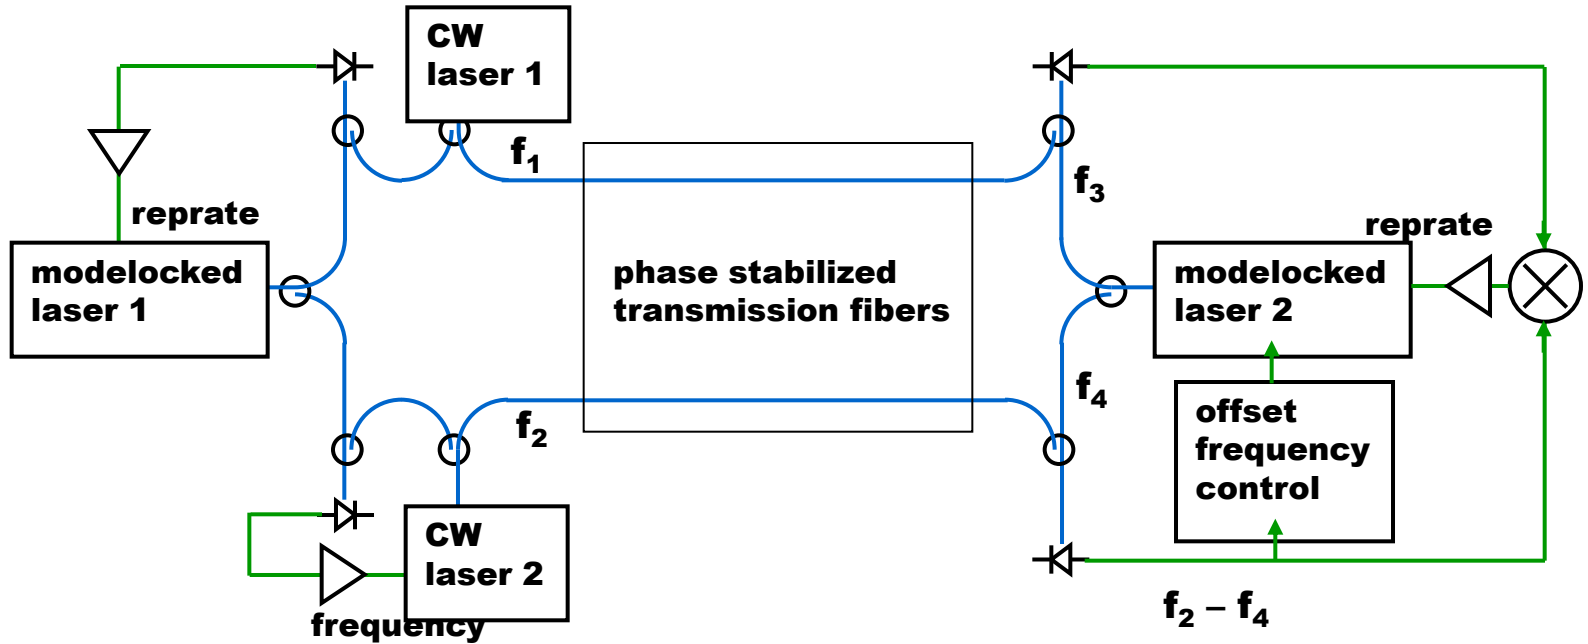 CW
laser 1
f₁
f₃
reprate
reprate
modelocked
laser 1
phase stabilized
transmission fibers
modelocked
laser 2
f₂
f₄
offset
frequency
control
CW
laser 2
frequency
f₂ – f₄